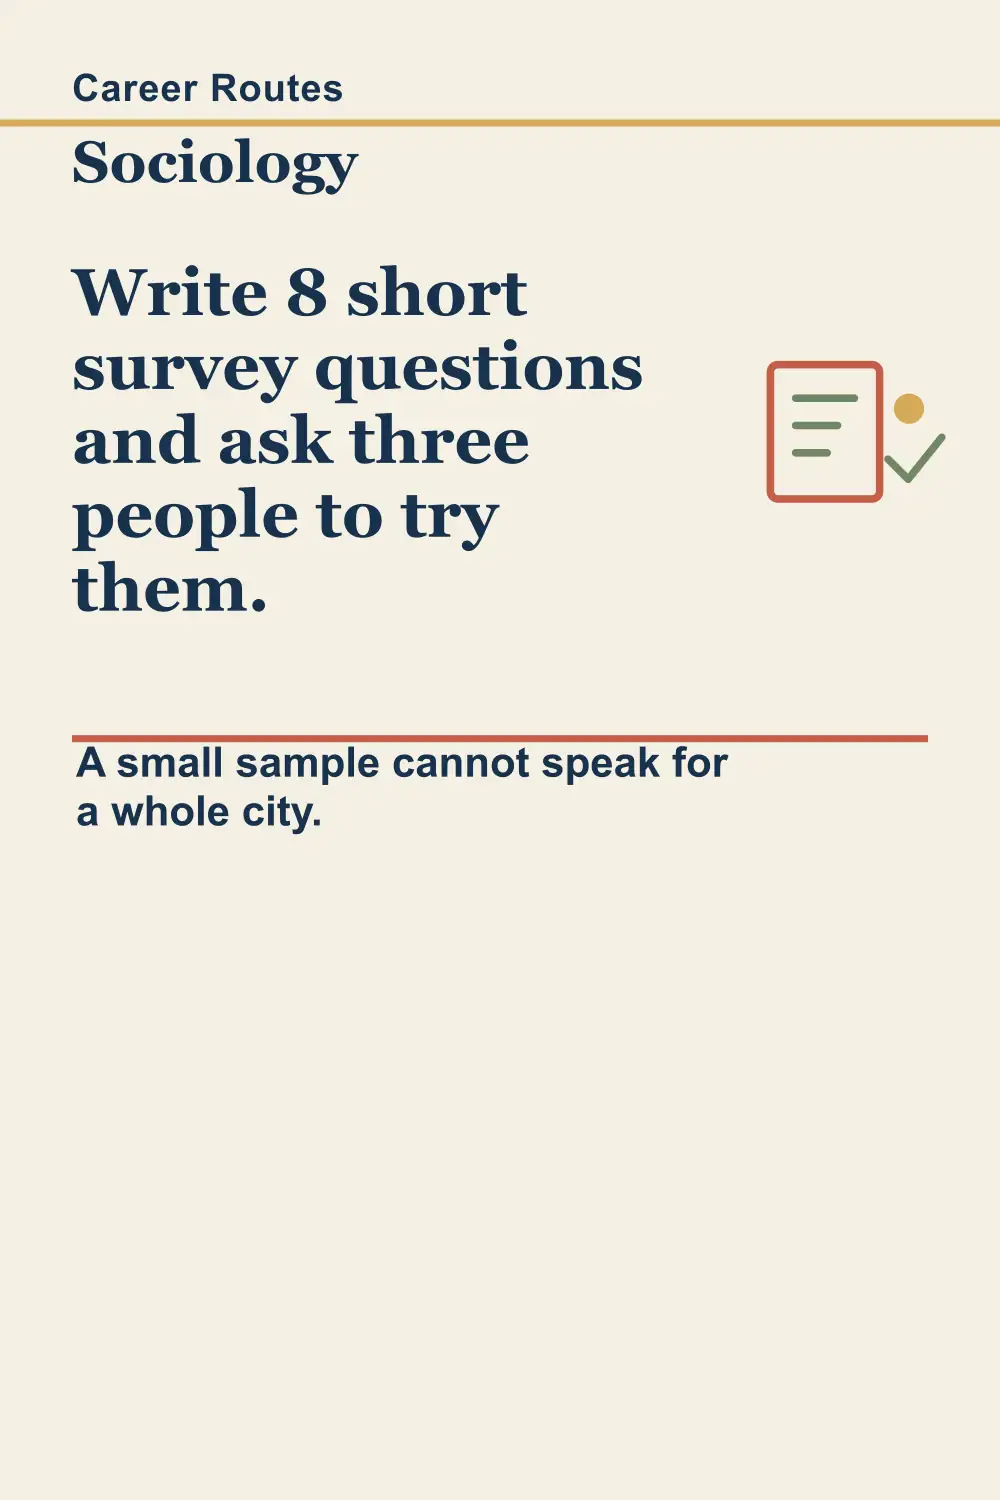 Career Routes
Sociology
Write 8 short
survey questions
and ask three
people to try
them.
A small sample cannot speak for
a whole city.